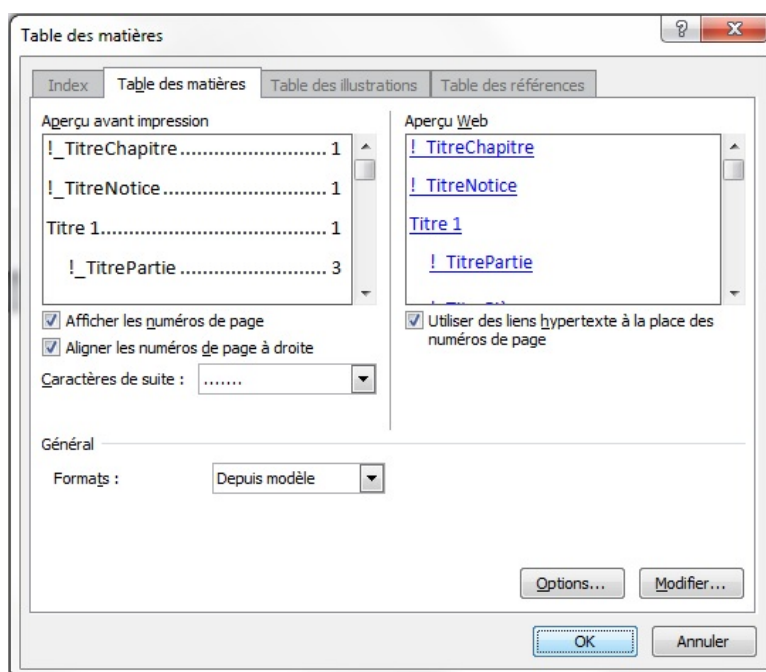 Table des matières
Index
Table des matières
Table des illustrations
Table des références
Aperçu avant impression
!_TitreChapitre.......................... 1
!_TitreNotice............................. 1
Titre 1....................................... 1
!_TitrePartie .......................... 3
Afficher les numéros de page
Aligner les numéros de page à droite
Caractères de suite : .......
Aperçu Web
!_TitreChapitre
!_TitreNotice
Titre 1
!_TitrePartie
Utiliser des liens hypertexte à la place des
numéros de page
Général
Formats : Depuis modèle
Options...
Modifier...
OK
Annuler